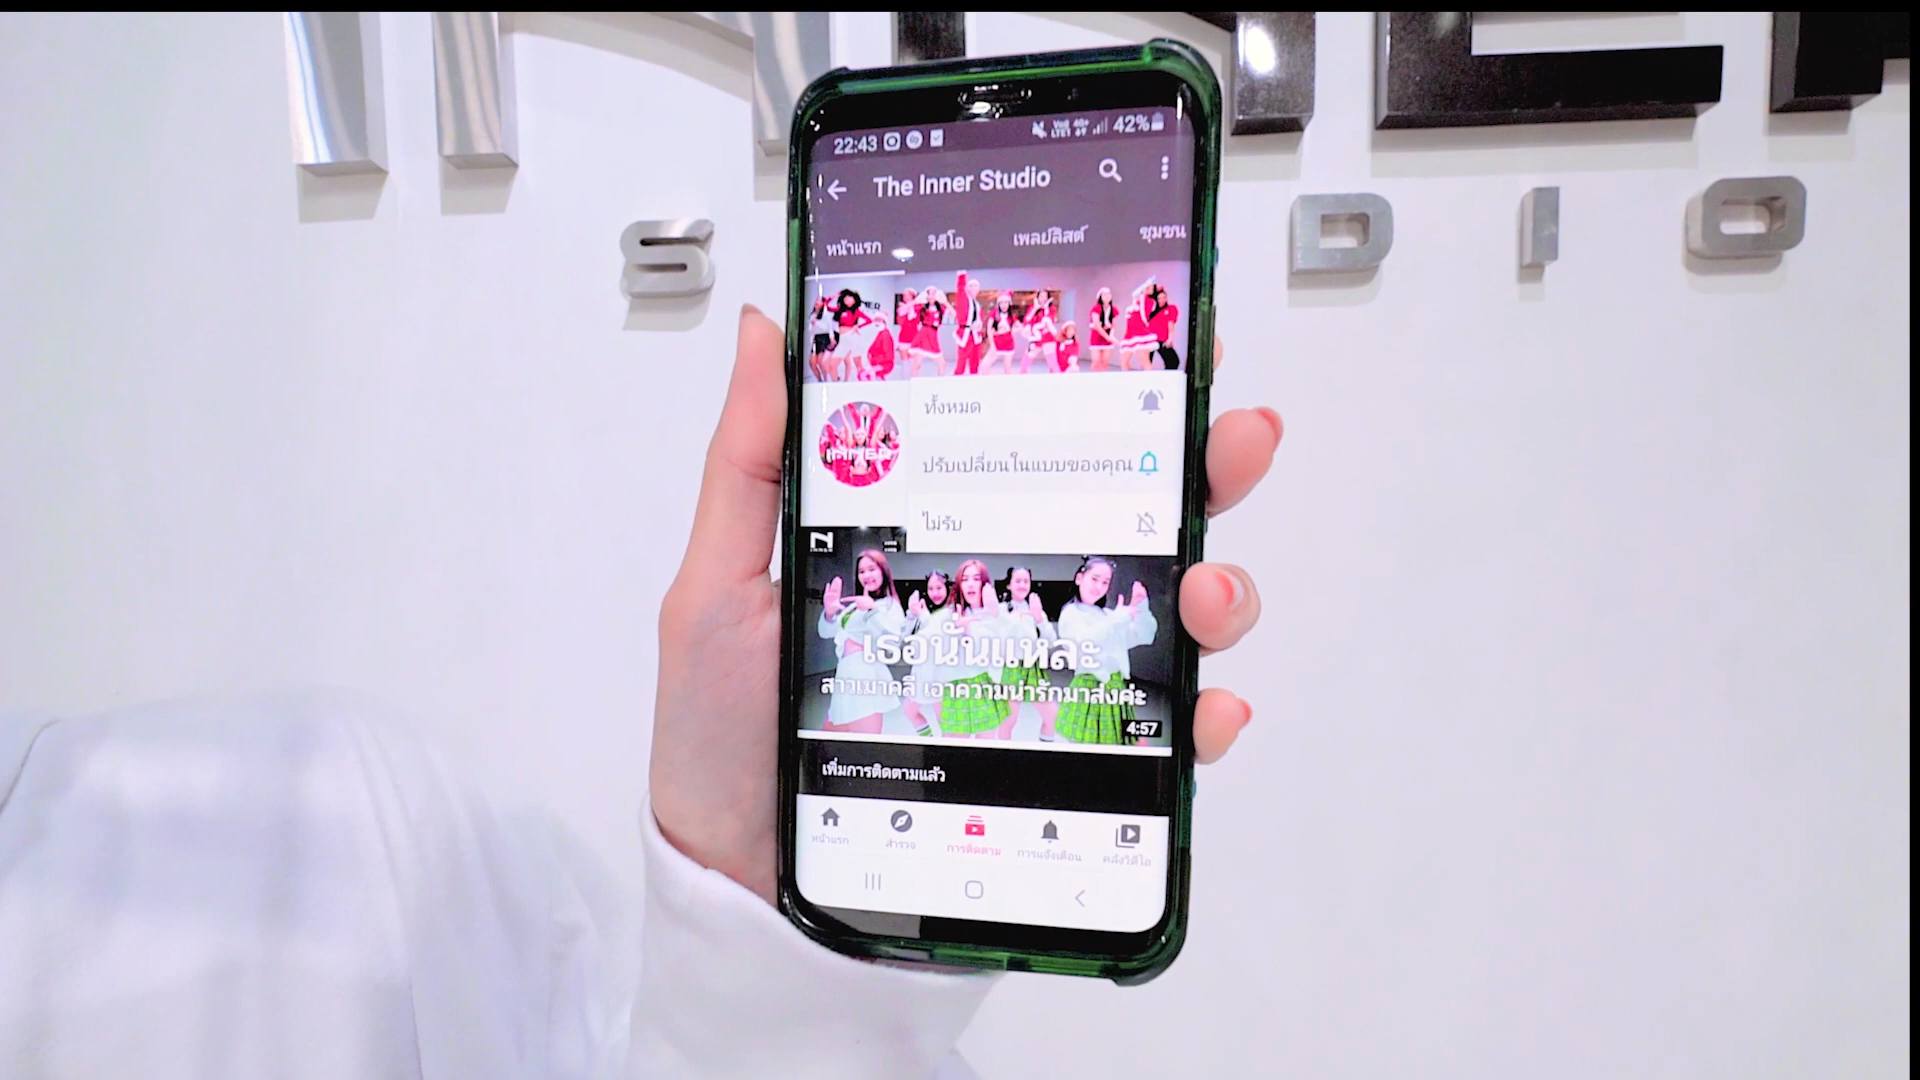 S DIO
22:43
42%
The Inner Studio
หน้าแรก วิดีโอ เพลย์ลิสต์ ชุมชน
ทั้งหมด
INNER
ปรับเปลี่ยนในแบบของคุณ
ไม่รับ
INNER
เธอนั่นแหละ
สาวเมาคลี เอาความน่ารักมาส่งค่ะ
4:57
เพิ่มการติดตามแล้ว
หน้าแรก สำรวจ การติดตาม การแจ้งเตือน คลังวิดีโอ